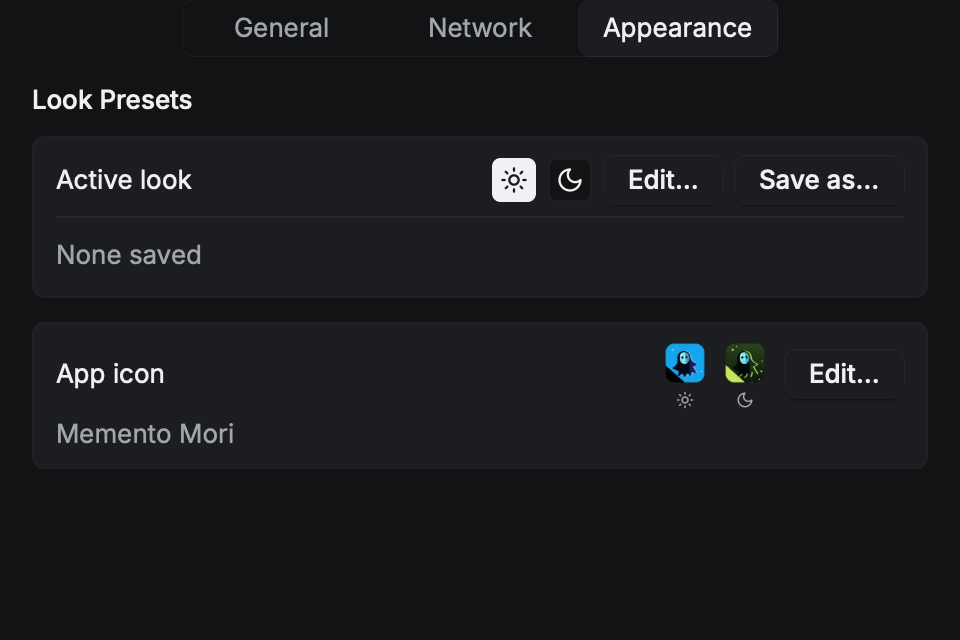 General Network Appearance
Look Presets
Active look Edit... Save as...
None saved
App icon Edit...
Memento Mori